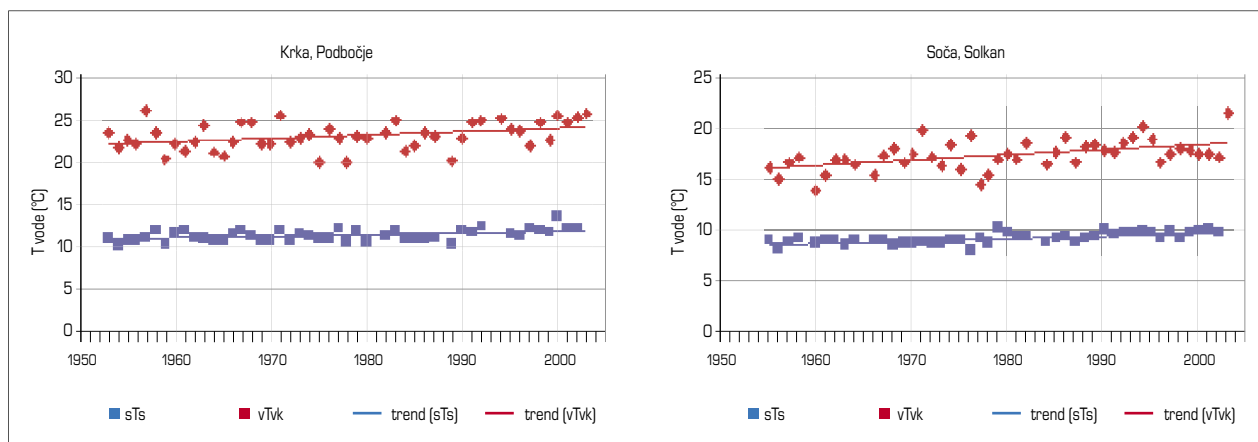 Krka, Podbočje
T vode (°C)
30
25
20
15
10
5
0
1950 1960 1970 1980 1990 2000
sTs vTvk trend (sTs) trend (vTvk)
Soča, Solkan
T vode (°C)
25
20
15
10
5
0
1950 1960 1970 1980 1990 2000
sTs vTvk trend (sTs) trend (vTvk)